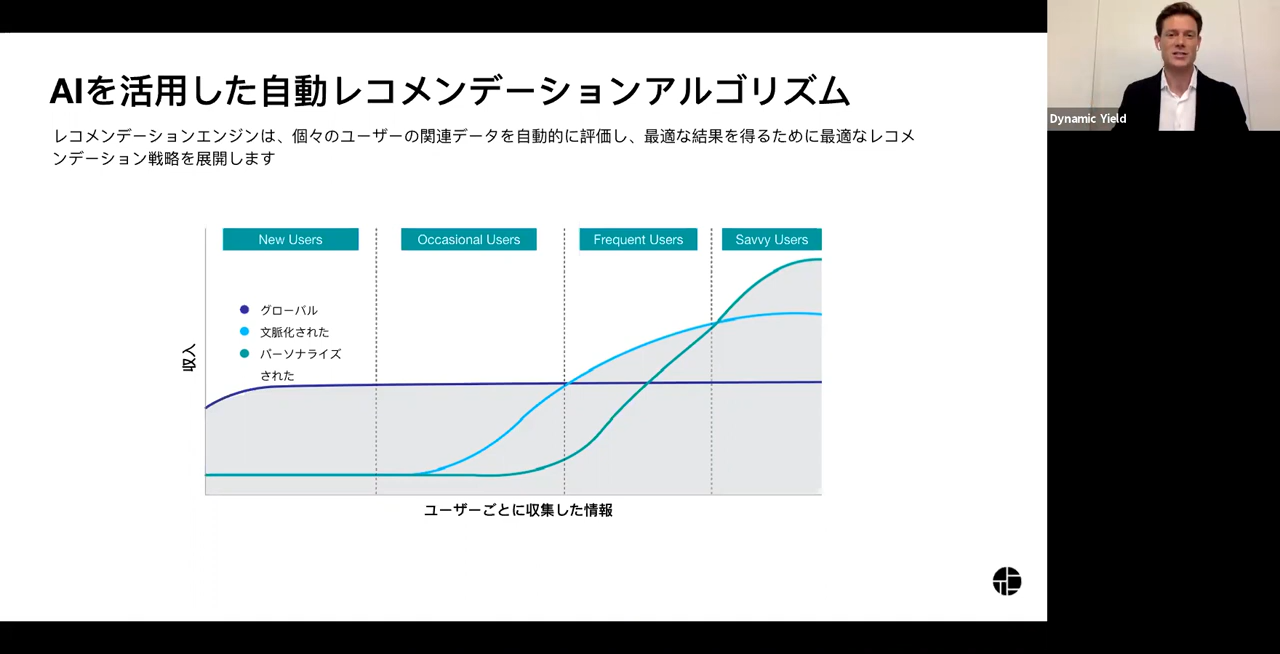 AIを活用した自動レコメンデーションアルゴリズム
Dynamic Yield
レコメンデーションエンジンは、個々のユーザーの関連データを自動的に評価し、最適な結果を得るために最適なレコメ
ンデーション戦略を展開します
New Users
Occasional Users
Frequent Users
Savvy Users
グローバル
文脈化された
パーソナライズ
された
収入
ユーザーごとに収集した情報